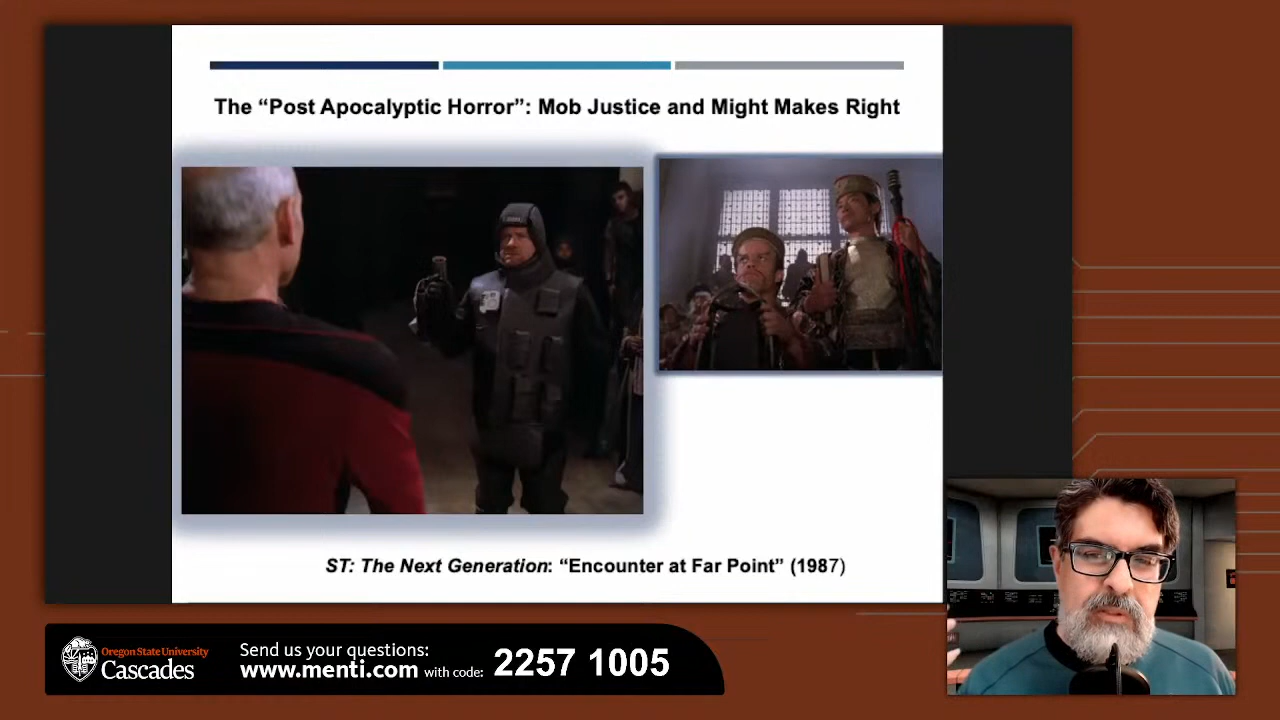 The “Post Apocalyptic Horror”: Mob Justice and Might Makes Right
ST: The Next Generation: “Encounter at Far Point” (1987)
Oregon State University
Cascades
Send us your questions:
www.menti.com with code: 2257 1005